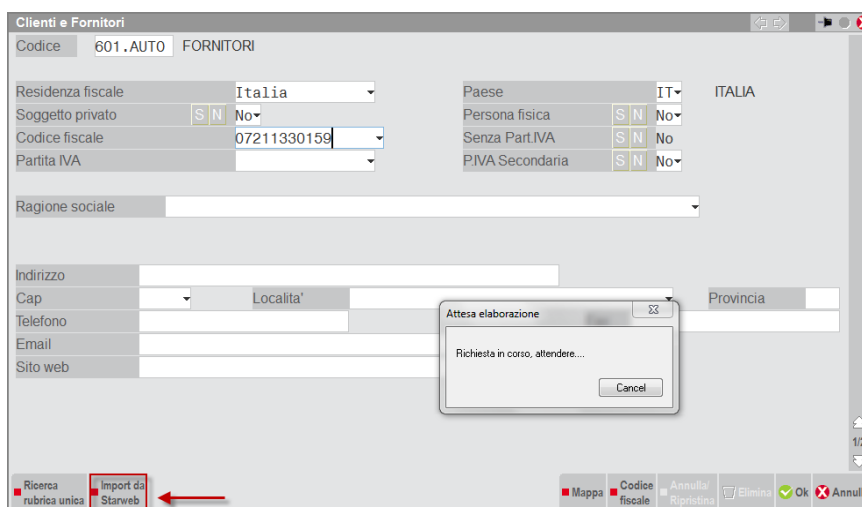 Clienti e Fornitori
Codice 601.AUTO FORNITORI
Residenza fiscale Italia Paese IT ITALIA
Soggetto privato S N No Persona fisica S N No
Codice fiscale 07211330159 Senza Part.IVA S N No
Partita IVA P.IVA Secondaria S N No
Ragione sociale
Indirizzo
Cap Localita' Provincia
Telefono
Email
Sito web
Attesa elaborazione
Richiesta in corso, attendere....
Cancel
1/2
Ricerca rubrica unica
Import da Starweb
Mappa
Codice fiscale
Annulla/ Ripristina
Elimina
Ok
Annull